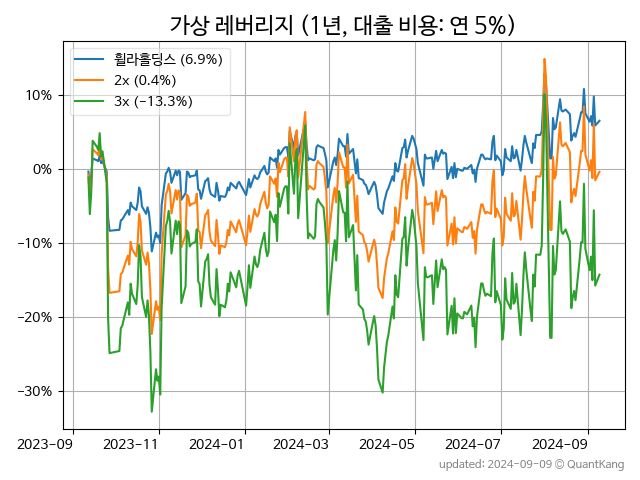 가상 레버리지 (1년, 대출 비용: 연 5%)
휠라홀딩스 (6.9%)
2x (0.4%)
3x (−13.3%)
10%
0%
−10%
−20%
−30%
2023-09 2023-11 2024-01 2024-03 2024-05 2024-07 2024-09
updated: 2024-09-09 © QuantKang